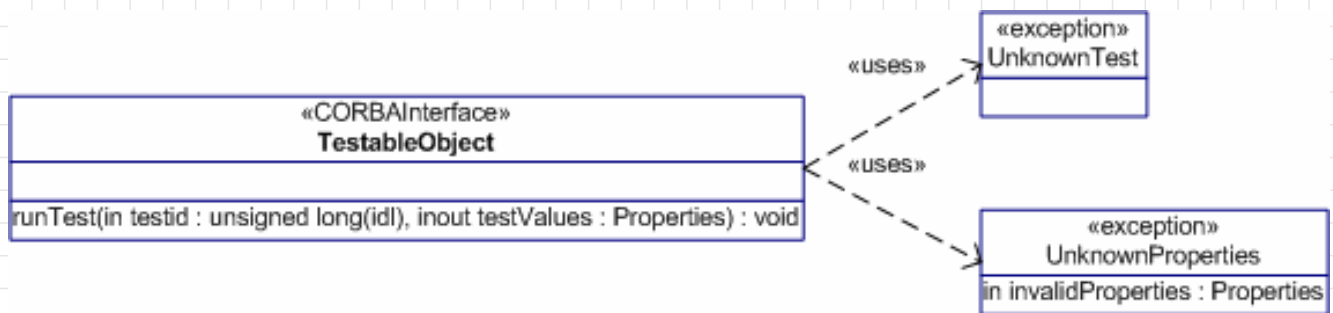 «exception»
UnknownTest
«uses»
«CORBAInterface»
TestableObject
«uses»
runTest(in testid : unsigned long(idl), inout testValues : Properties) : void
«exception»
UnknownProperties
in invalidProperties : Properties